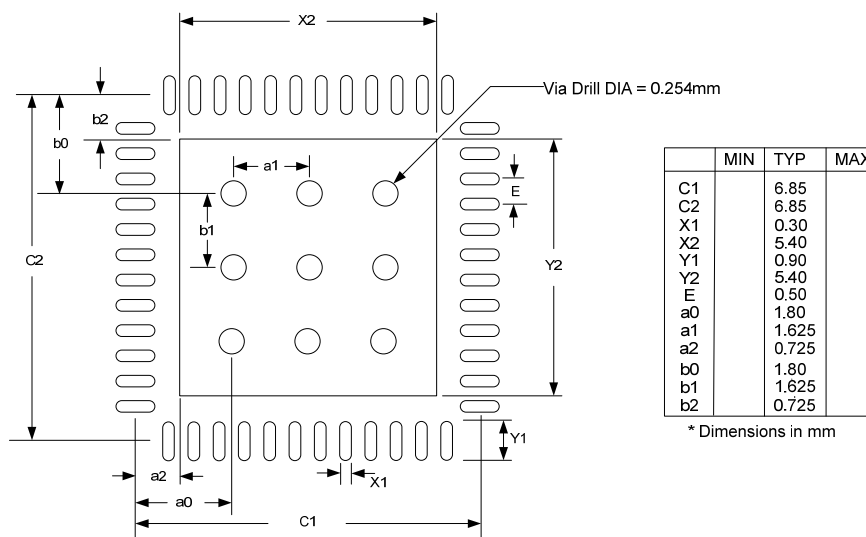 X2
Via Drill DIA = 0.254mm
b2
b0
a1
E
b1
C2
Y2
Y1
X1
a2
a0
C1
MIN TYP MAX
C1 6.85
C2 6.85
X1 0.30
X2 5.40
Y1 0.90
Y2 5.40
E 0.50
a0 1.80
a1 1.625
a2 0.725
b0 1.80
b1 1.625
b2 0.725
* Dimensions in mm